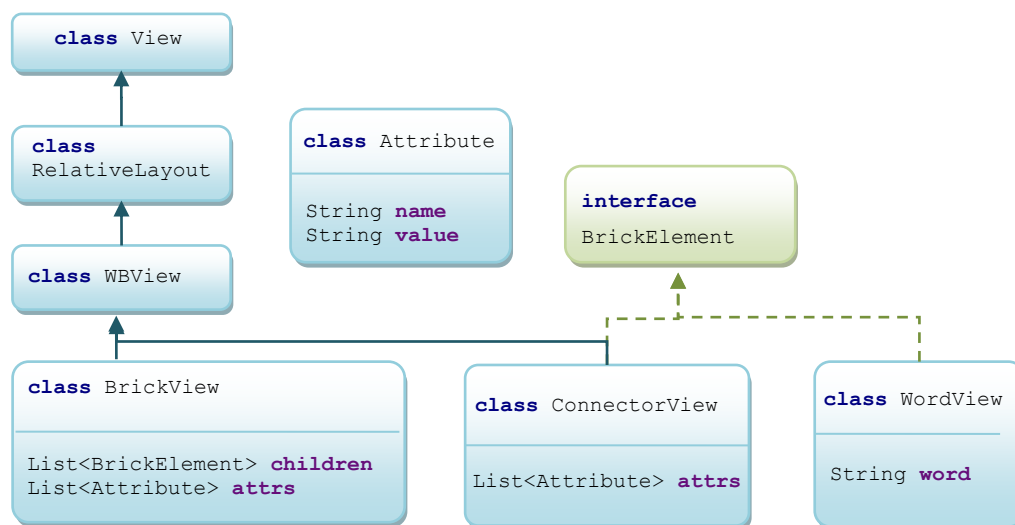 class View
class
RelativeLayout
class WBView
class Attribute
String name
String value
interface
BrickElement
class BrickView
List<BrickElement> children
List<Attribute> attrs
class ConnectorView
List<Attribute> attrs
class WordView
String word